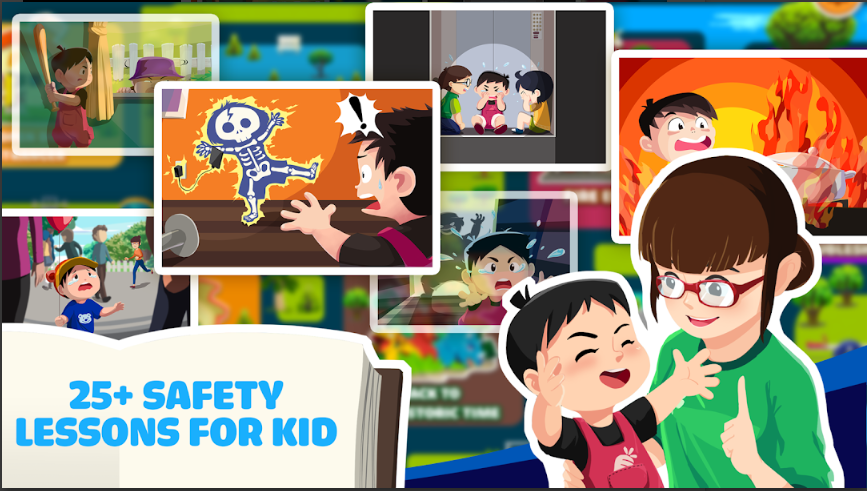 !
25+ SAFETY
LESSONS FOR KID